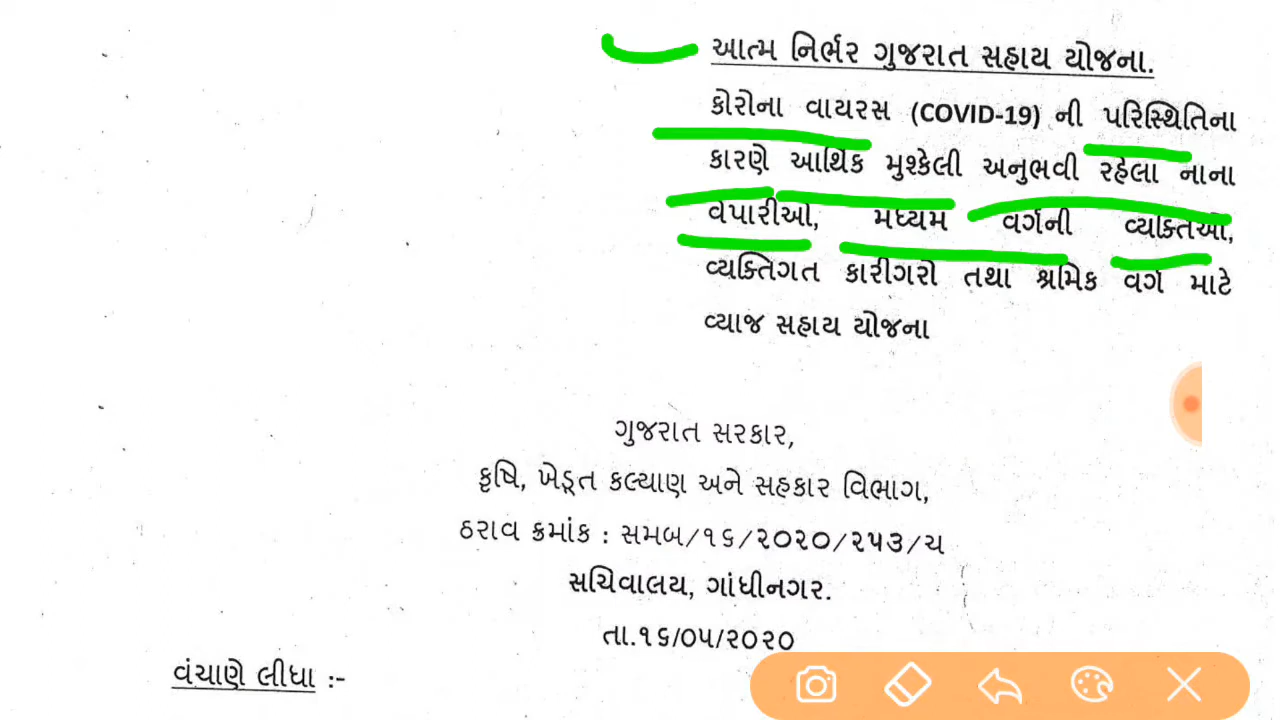 આત્મ નિર્ભર ગુજરાત સહાય યોજના.
કોરોના વાયરસ (COVID-19) ની પરિસ્થિતિના
કારણે આર્થિક મુશ્કેલી અનુભવી રહેલા નાના
વેપારીઓ, મધ્યમ વર્ગની વ્યક્તિઓ,
વ્યક્તિગત કારીગરો તથા શ્રમિક વર્ગ માટે
વ્યાજ સહાય યોજના
ગુજરાત સરકાર,
કૃષિ, ખેડૂત કલ્યાણ અને સહકાર વિભાગ,
ઠરાવ ક્રમાંક : સમબ/૧૬/૨૦૨૦/૨૫૩/ચ
સચિવાલય, ગાંધીનગર.
તા.૧૬/૦૫/૨૦૨૦
વંચાણે લીધા :-